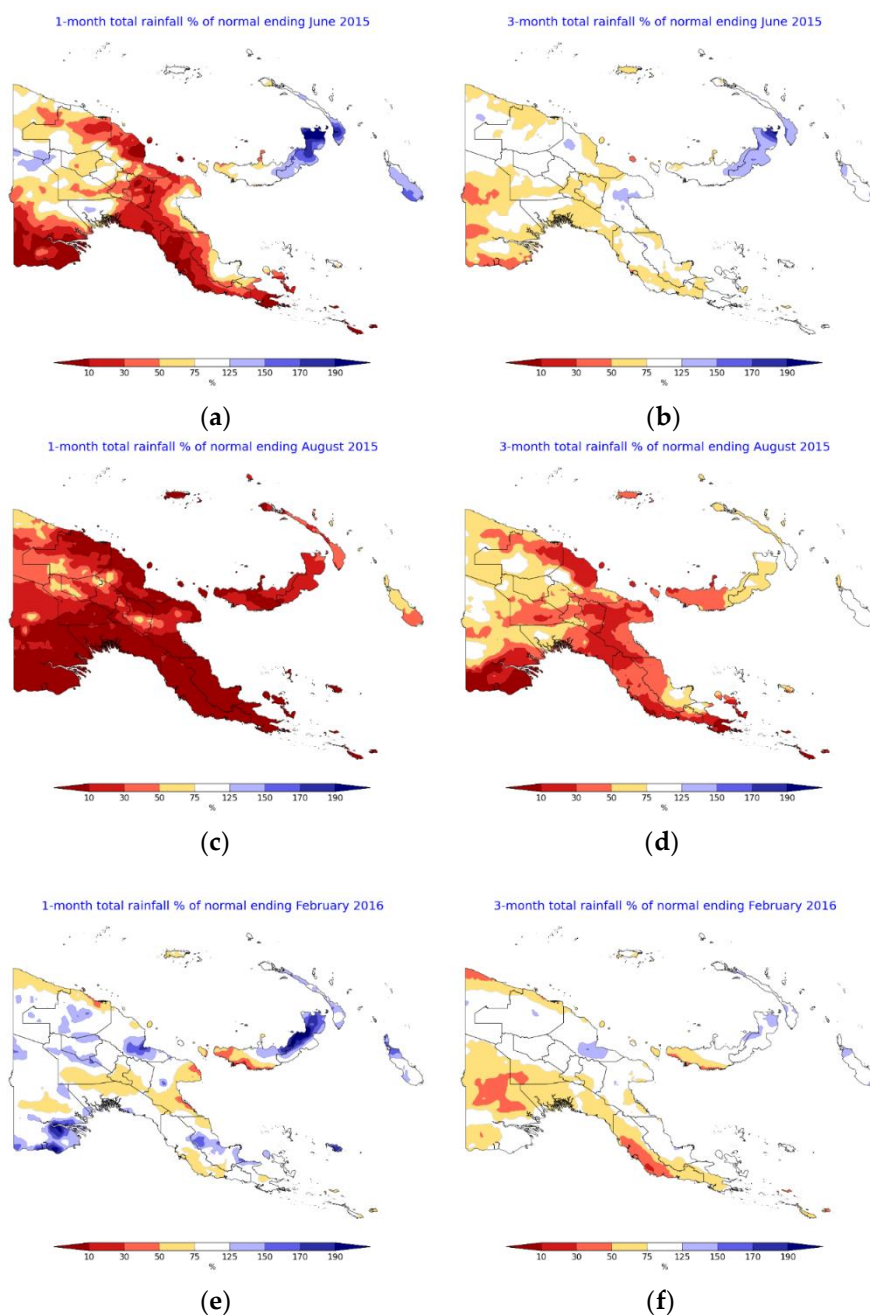 1-month total rainfall % of normal ending June 2015
3-month total rainfall % of normal ending June 2015
10 30 50 75 125 150 170 190
%
10 30 50 75 125 150 170 190
%
(a)
(b)
1-month total rainfall % of normal ending August 2015
3-month total rainfall % of normal ending August 2015
10 30 50 75 125 150 170 190
%
10 30 50 75 125 150 170 190
%
(c)
(d)
1-month total rainfall % of normal ending February 2016
3-month total rainfall % of normal ending February 2016
10 30 50 75 125 150 170 190
%
10 30 50 75 125 150 170 190
%
(e)
(f)